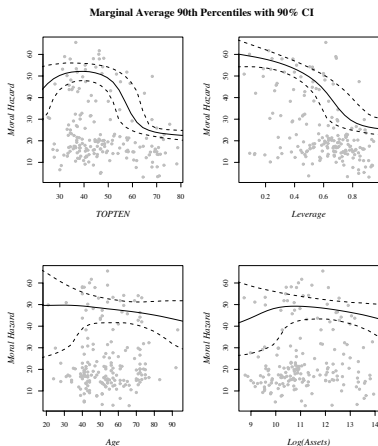 Marginal Average 90th Percentiles with 90% CI
Moral Hazard
10 20 30 40 50 60
30 40 50 60 70 80
TOPTEN
Moral Hazard
10 20 30 40 50 60
0.2 0.4 0.6 0.8
Leverage
Moral Hazard
10 20 30 40 50 60
20 30 40 50 60 70 80 90
Age
Moral Hazard
10 20 30 40 50 60
9 10 11 12 13 14
Log(Assets)